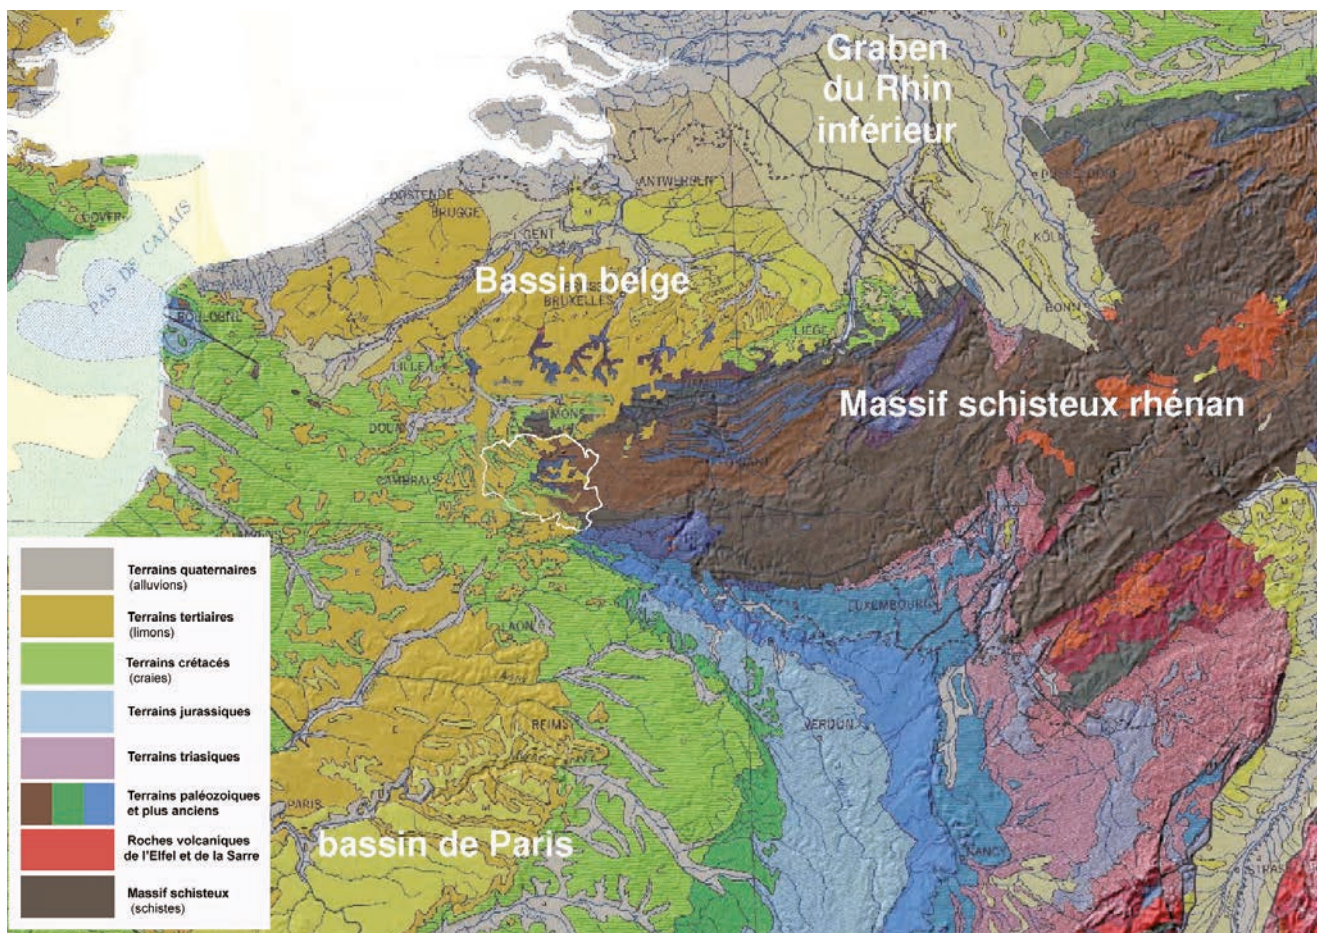 Graben
du Rhin
inférieur
DOVER
PAS DE CALAIS
OOSTENDE
BRUGGE
ANTWERPEN
GENT
Bassin belge
BRUXELLES
BOULOGNE
LILLE
LIEGE
KÖLN
BONN
MONS
DOUAI
CAMBRAI
Massif schisteux rhénan
LUXEMBOURG
LAON
REIMS
VERDUN
PARIS
NANCY
bassin de Paris
Terrains quaternaires
(alluvions)
Terrains tertiaires
(limons)
Terrains crétacés
(craies)
Terrains jurassiques
Terrains triasiques
Terrains paléozoiques
et plus anciens
Roches volcaniques
de l'Elfel et de la Sarre
Massif schisteux
(schistes)